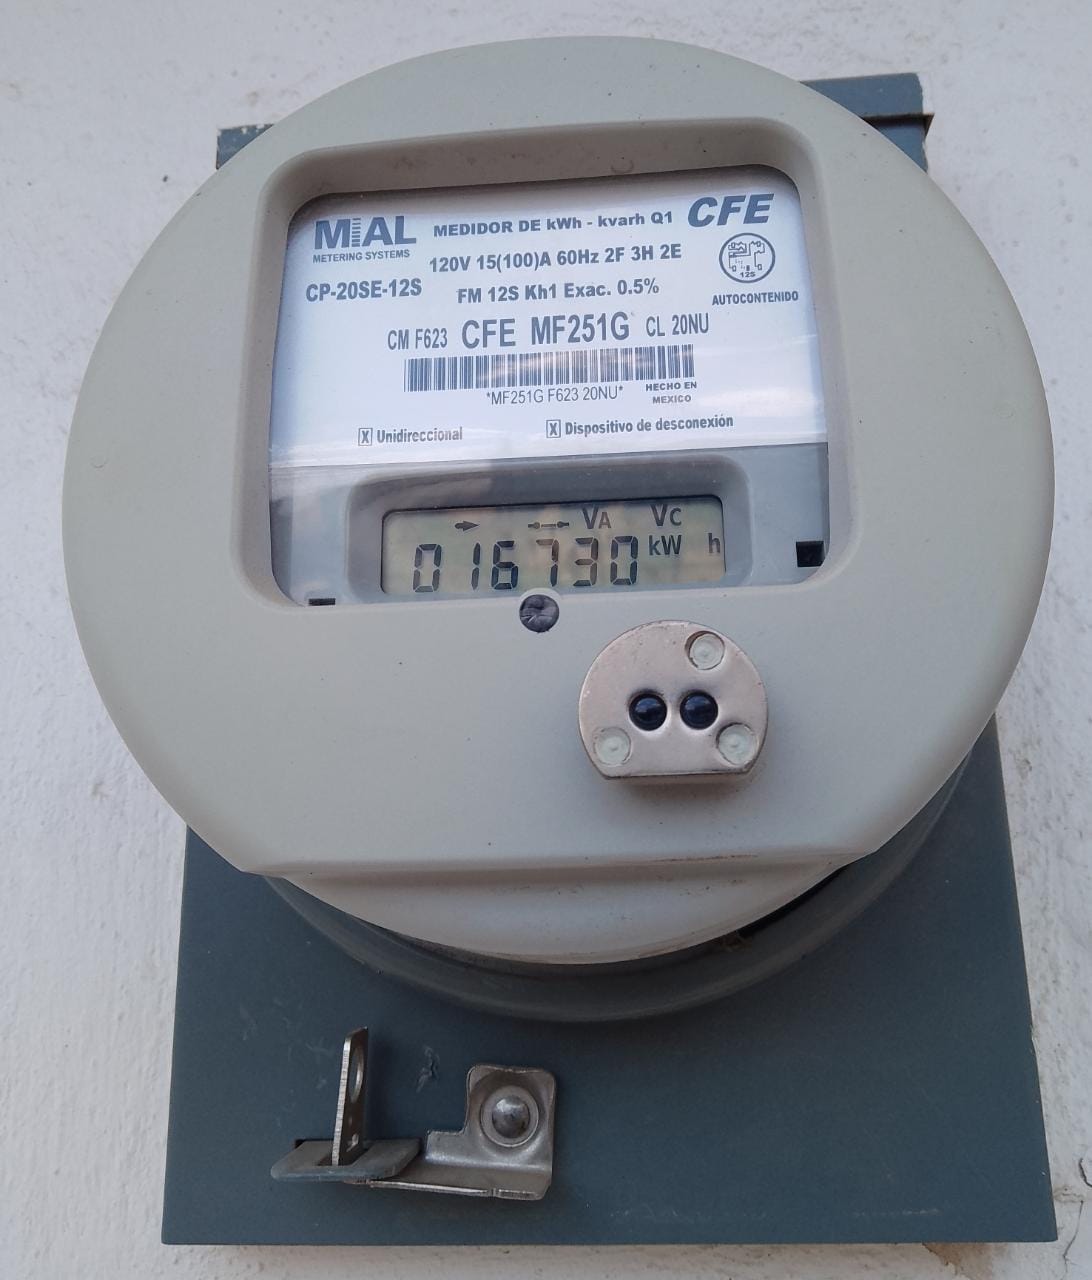 MIAL
METERING SYSTEMS
MEDIDOR DE kWh - kvarh Q1
CFE
120V 15(100)A 60Hz 2F 3H 2E
12S
CP-20SE-12S
FM 12S Kh1 Exac. 0.5%
AUTOCONTENIDO
CM F623 CFE MF251G CL 20NU
*MF251G F623 20NU*
HECHO EN
MEXICO
X Unidireccional
X Dispositivo de desconexión
VA VC
016730 kW h